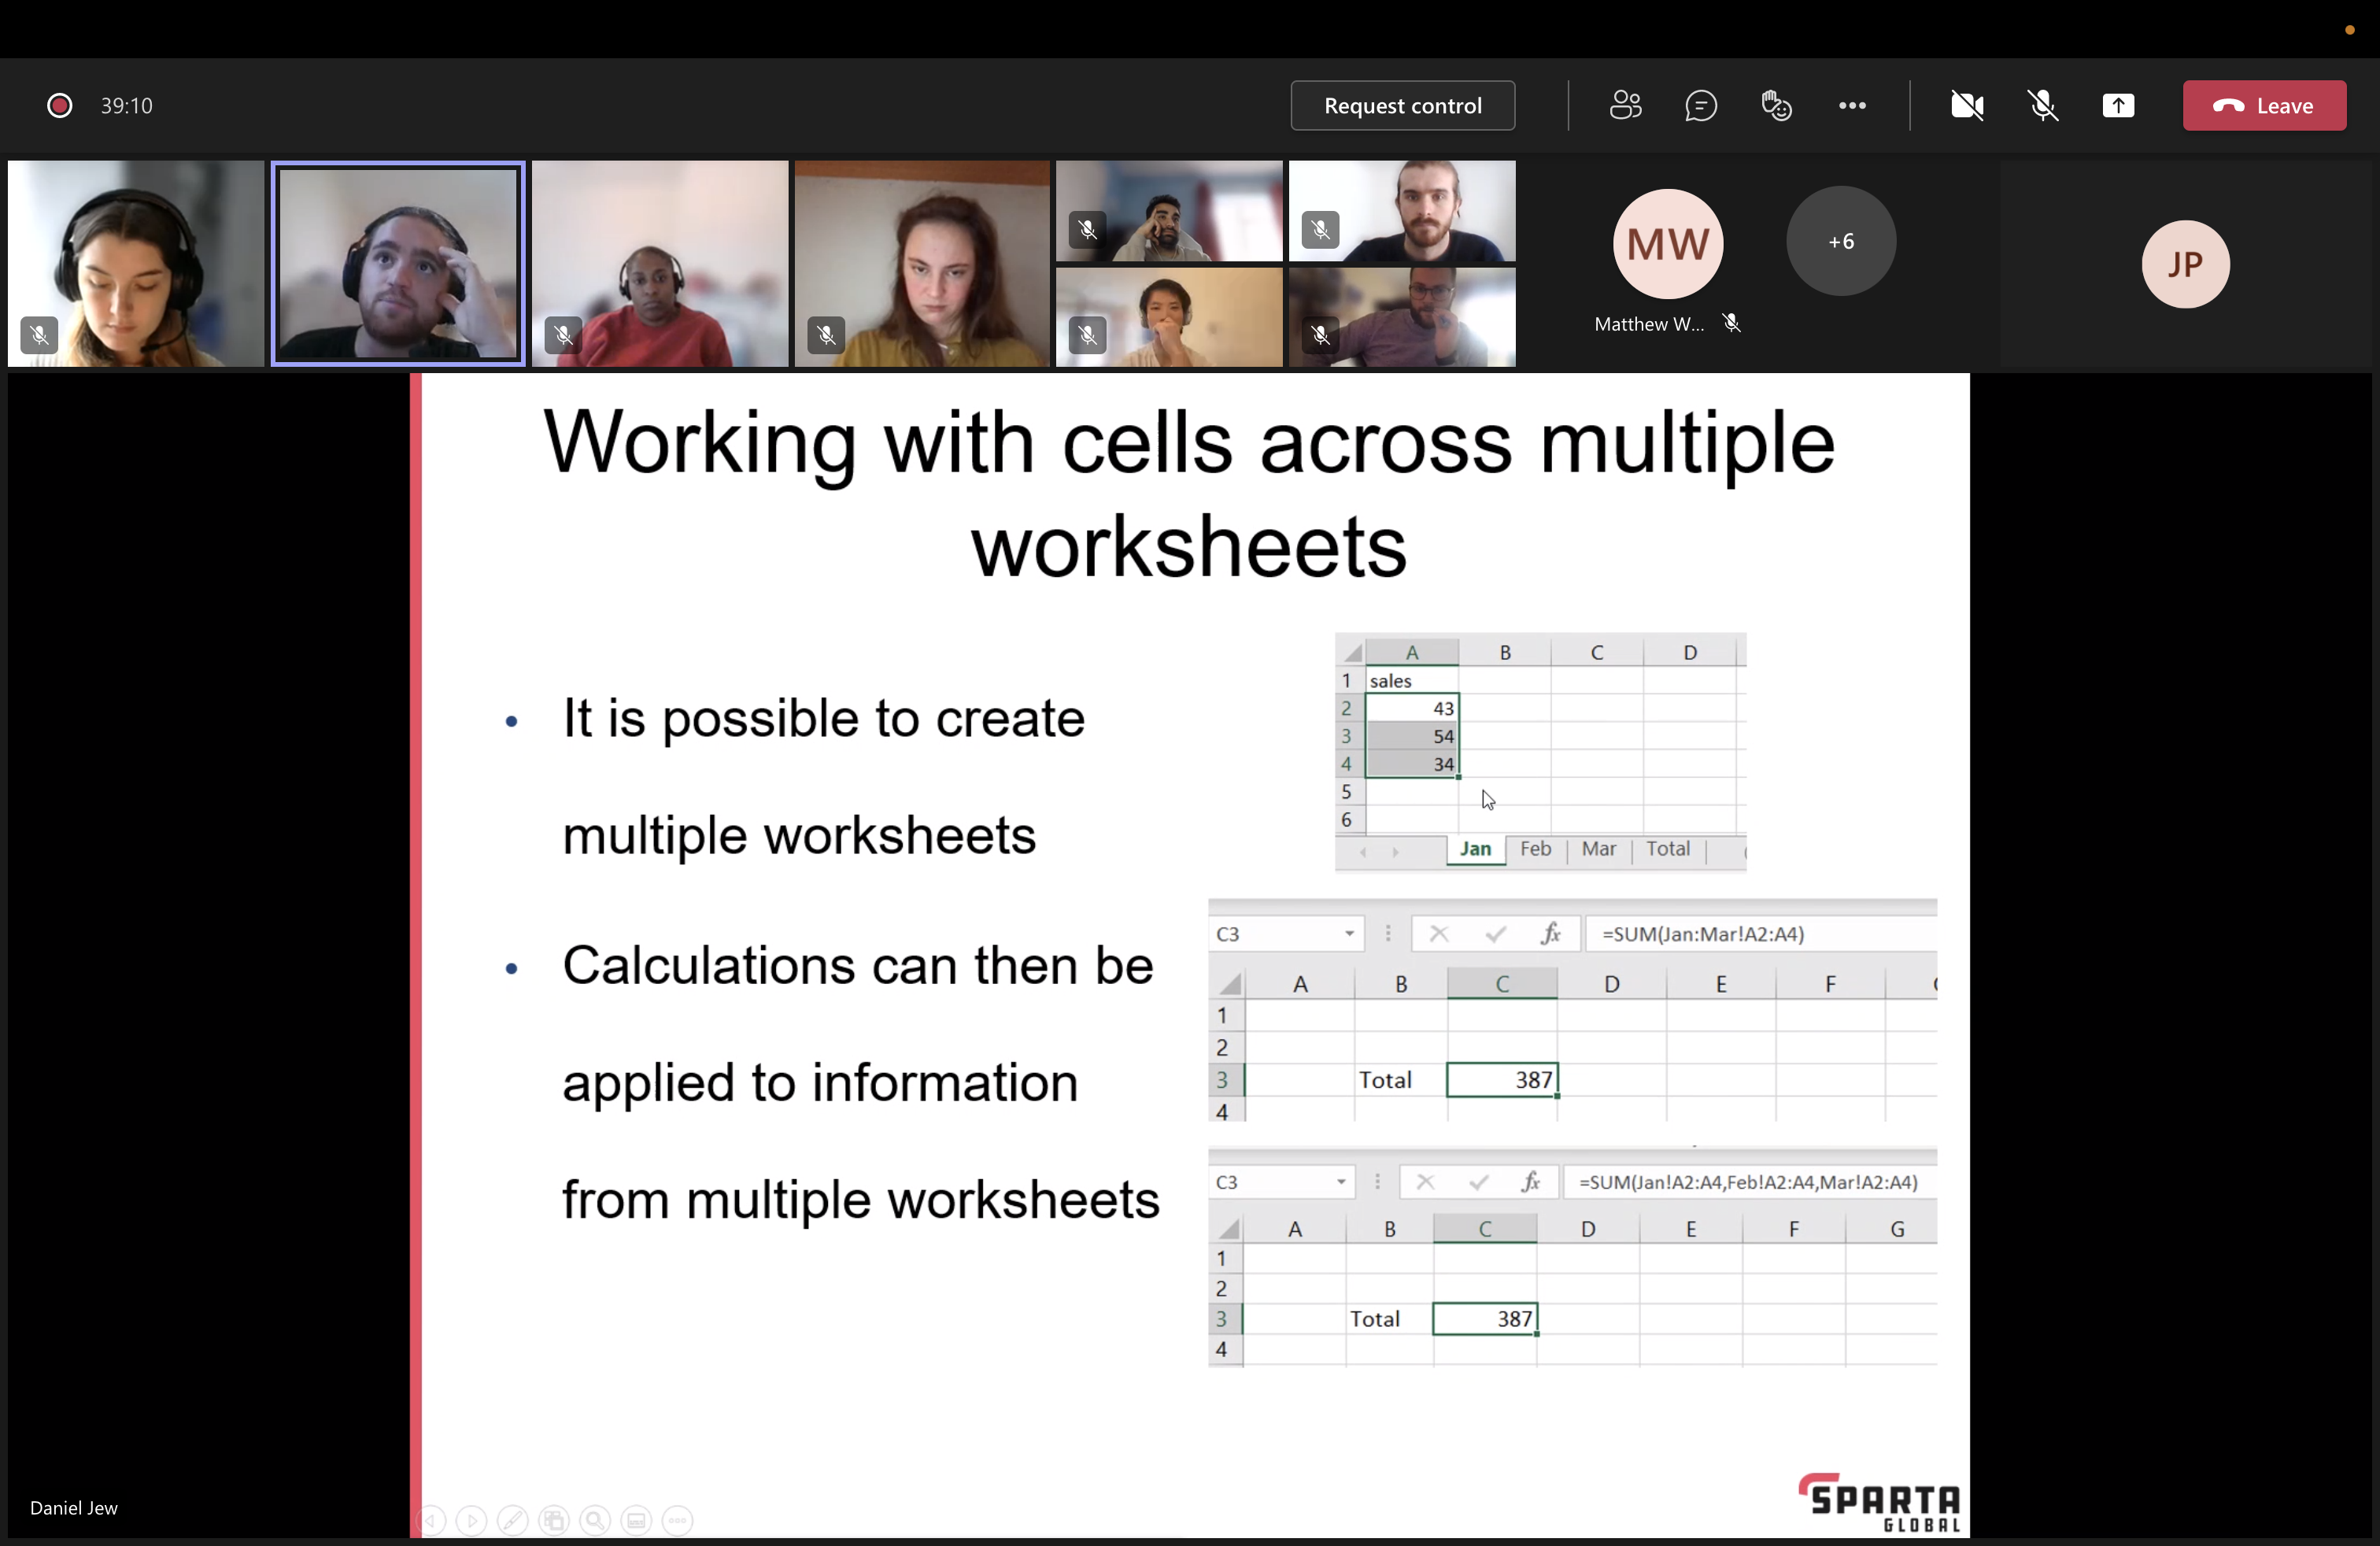 39:10
Request control
Leave
MW
+6
JP
Matthew W...
Working with cells across multiple
worksheets
• It is possible to create
multiple worksheets
• Calculations can then be
applied to information
from multiple worksheets
A B C D
1 sales
2 43
3 54
4 34
5
6
Jan Feb Mar Total
C3 fx =SUM(Jan:Mar!A2:A4)
A B C D E F
1
2
3 Total 387
4
C3 fx =SUM(Jan!A2:A4,Feb!A2:A4,Mar!A2:A4)
A B C D E F G
1
2
3 Total 387
4
Daniel Jew
SPARTA
GLOBAL